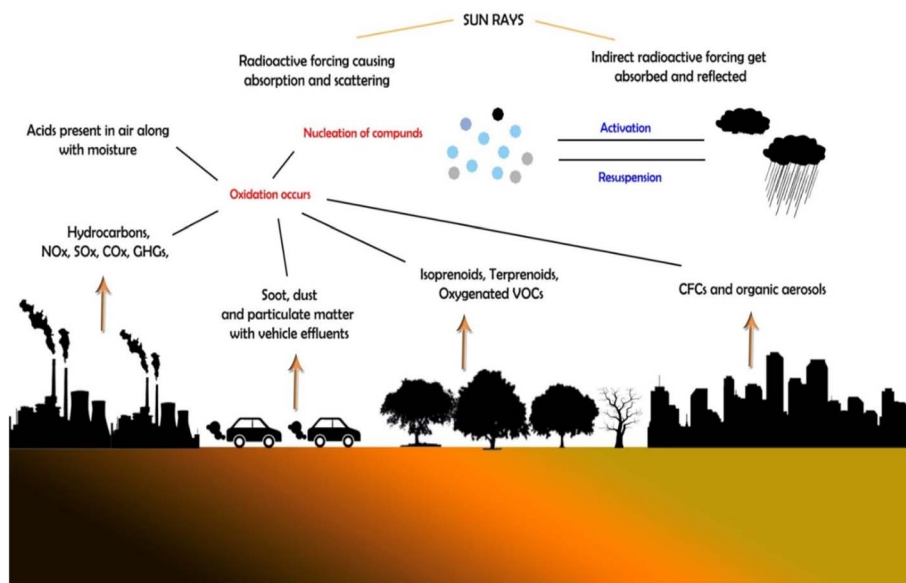 SUN RAYS
Radioactive forcing causing
absorption and scattering
Indirect radioactive forcing get
absorbed and reflected
Acids present in air along
with moisture
Nucleation of compunds
Activation
Resuspension
Oxidation occurs
Hydrocarbons,
NOx, SOx, COx, GHGs,
Soot, dust
and particulate matter
with vehicle effluents
Isoprenoids, Terprenoids,
Oxygenated VOCs
CFCs and organic aerosols